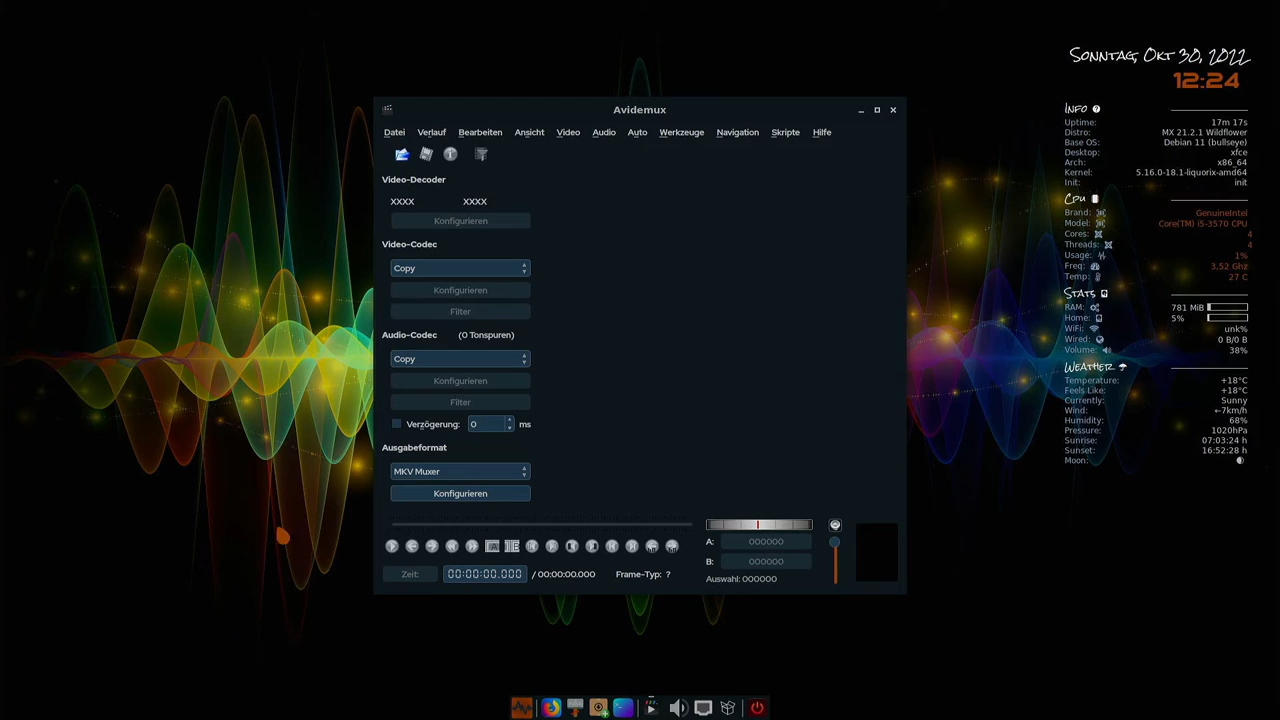 Sonntag, Okt 30, 2022
12:24
Avidemux
Datei Verlauf Bearbeiten Ansicht Video Audio Auto Werkzeuge Navigation Skripte Hilfe
Video-Decoder
XXXX XXXX
Konfigurieren
Video-Codec
Copy
Konfigurieren
Filter
Audio-Codec (0 Tonspuren)
Copy
Konfigurieren
Filter
Verzögerung: 0 ms
Ausgabeformat
MKV Muxer
Konfigurieren
A: 000000
B: 000000
Zeit: 00:00:00.000 / 00:00:00.000 Frame-Typ: ? Auswahl: 000000
Info
Uptime: 17m 17s
Distro: MX 21.2.1 Wildflower
Base OS: Debian 11 (bullseye)
Desktop: xfce
Arch: x86_64
Kernel: 5.16.0-18.1-liquorix-amd64
Init: init
Cpu
Brand: GenuineIntel
Model: Core(TM) i5-3570 CPU
Cores: 4
Threads: 4
Usage: 1%
Freq: 3,52 Ghz
Temp: 27 C
Stats
RAM: 781 MiB
Home: 5%
WiFi: unk%
Wired: 0 B/0 B
Volume: 38%
Weather
Temperature: +18°C
Feels Like: +18°C
Currently: Sunny
Wind: ←7km/h
Humidity: 68%
Pressure: 1020hPa
Sunrise: 07:03:24 h
Sunset: 16:52:28 h
Moon: